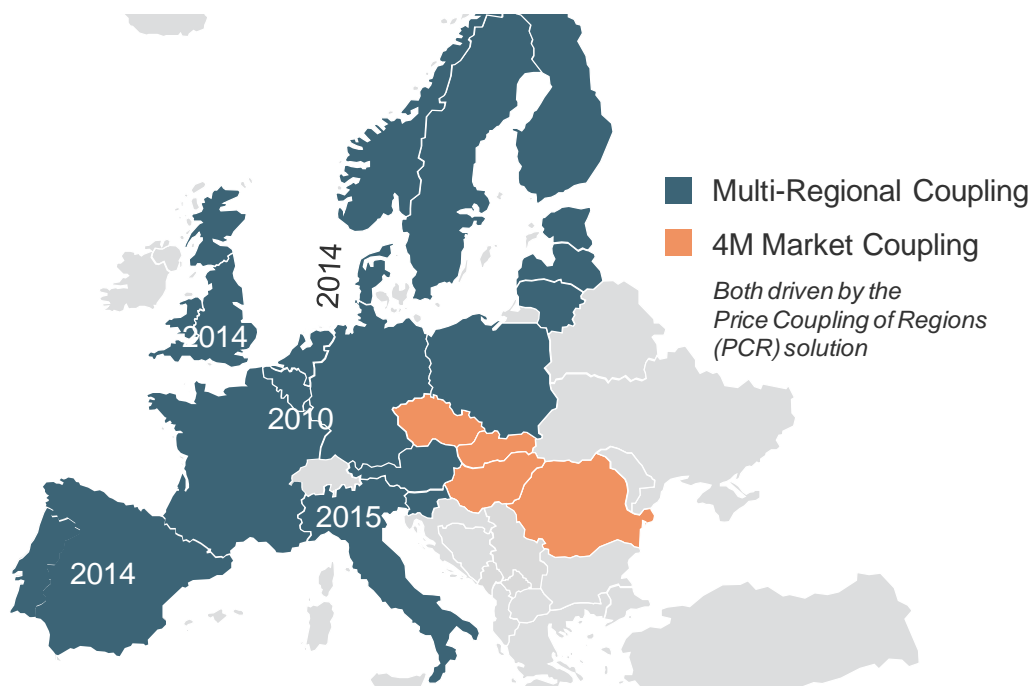 Multi-Regional Coupling
4M Market Coupling
Both driven by the
Price Coupling of Regions
(PCR) solution
2014
2014
2010
2015
2014